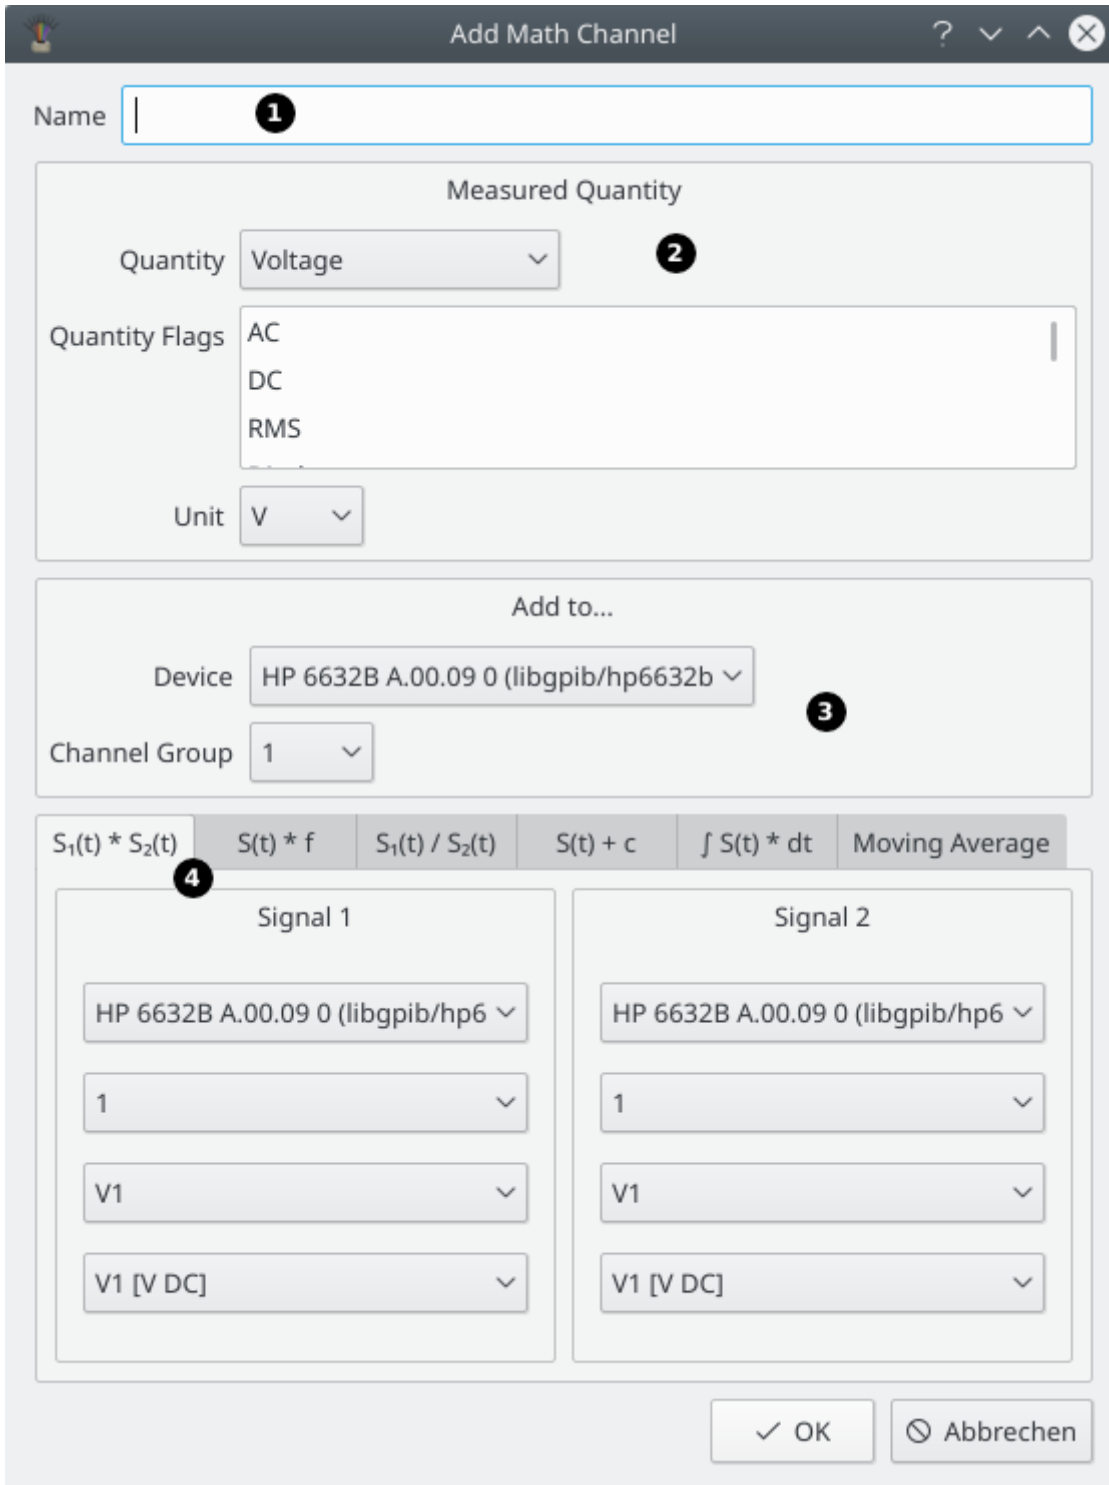 Add Math Channel
?
Name
1
Measured Quantity
Quantity Voltage
2
Quantity Flags AC
DC
RMS
Unit V
Add to...
Device HP 6632B A.00.09 0 (libgpib/hp6632b
3
Channel Group 1
S₁(t) * S₂(t) S(t) * f S₁(t) / S₂(t) S(t) + c ∫ S(t) * dt Moving Average
4
Signal 1 Signal 2
HP 6632B A.00.09 0 (libgpib/hp6 HP 6632B A.00.09 0 (libgpib/hp6
1 1
V1 V1
V1 [V DC] V1 [V DC]
OK Abbrechen